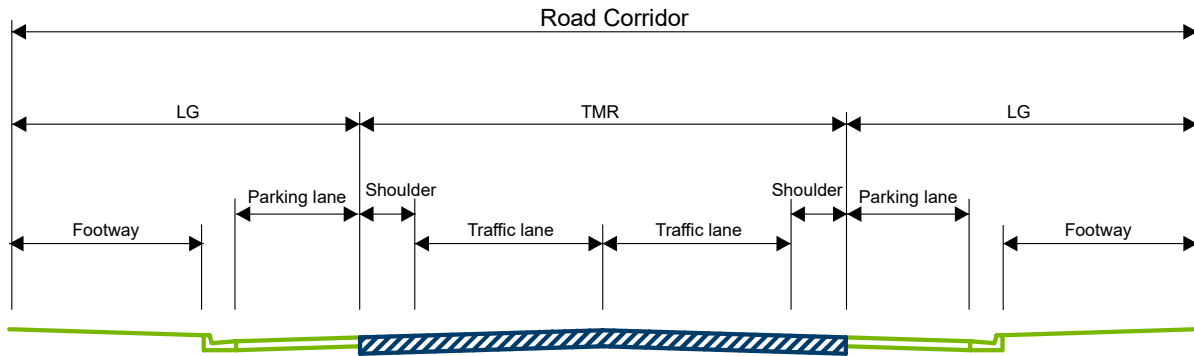 Road Corridor
LG TMR LG
Parking lane Shoulder Shoulder Parking lane
Footway Traffic lane Traffic lane Footway